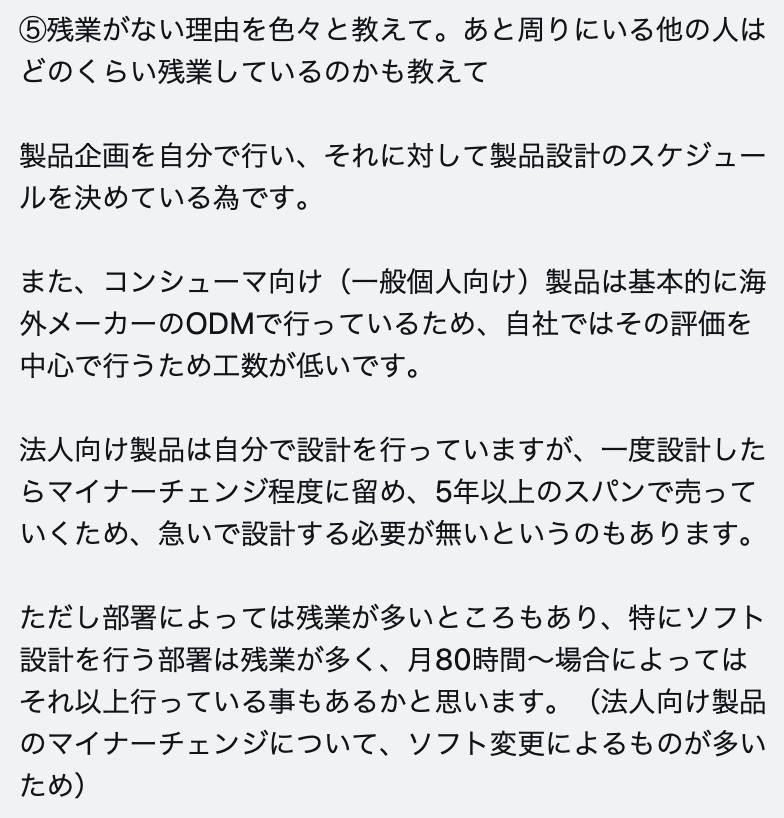 ⑤残業がない理由を色々と教えて。あと周りにいる他の人は
どのくらい残業しているのかも教えて
製品企画を自分で行い、それに対して製品設計のスケジュー
ルを決めている為です。
また、コンシューマ向け（一般個人向け）製品は基本的に海
外メーカーのODMで行っているため、自社ではその評価を
中心で行うため工数が低いです。
法人向け製品は自分で設計を行っていますが、一度設計した
らマイナーチェンジ程度に留め、5年以上のスパンで売って
いくため、急いで設計する必要が無いというのもあります。
ただし部署によっては残業が多いところもあり、特にソフト
設計を行う部署は残業が多く、月80時間〜場合によっては
それ以上行っている事もあるかと思います。（法人向け製品
のマイナーチェンジについて、ソフト変更によるものが多い
ため）